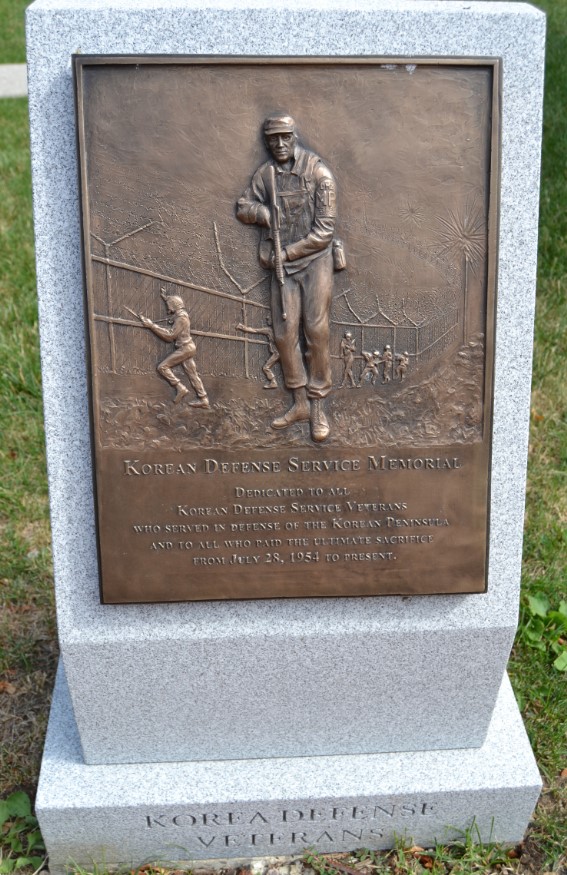 Korean Defense Service Memorial
Dedicated to all
Korean Defense Service Veterans
who served in defense of the Korean Peninsula
and to all who paid the ultimate sacrifice
from July 28, 1954 to present.
KOREA DEFENSE
VETERANS